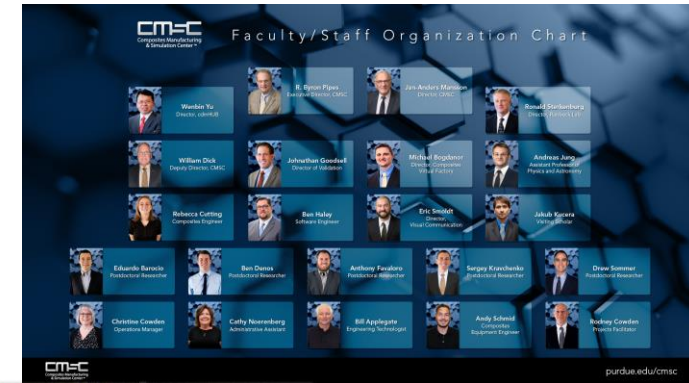 CMSC
Composites Manufacturing
& Simulation Center™
Faculty/Staff Organization Chart
R. Byron Pipes
Executive Director, CMSC
Jan-Anders Mansson
Director, CMSC
Wenbin Yu
Director, cdmHUB
Ronald Sterkenburg
William Dick
Deputy Director, CMSC
Johnathan Goodsell
Director of Validation
Michael Bogdanor
Director, Composites
Virtual Factory
Andreas Jung
Assistant Professor
Physics and Astronomy
Rebecca Cutting
Composites Engineer
Ben Haley
Software Engineer
Eric Smoldt
Director,
Visual Communication
Jakub Kucera
Visiting Scholar
Eduardo Barocio
Postdoctoral Researcher
Ben Denos
Postdoctoral Researcher
Anthony Favaloro
Postdoctoral Researcher
Sergey Kravchenko
Postdoctoral Researcher
Drew Sommer
Postdoctoral Researcher
Christine Cowden
Operations Manager
Cathy Noerenberg
Administrative Assistant
Bill Applegate
Engineering Technologist
Andy Schmid
Composites
Equipment Engineer
Rodney Cowden
Projects Facilitator
CMSC
Composites Manufacturing
& Simulation Center™
purdue.edu/cmsc